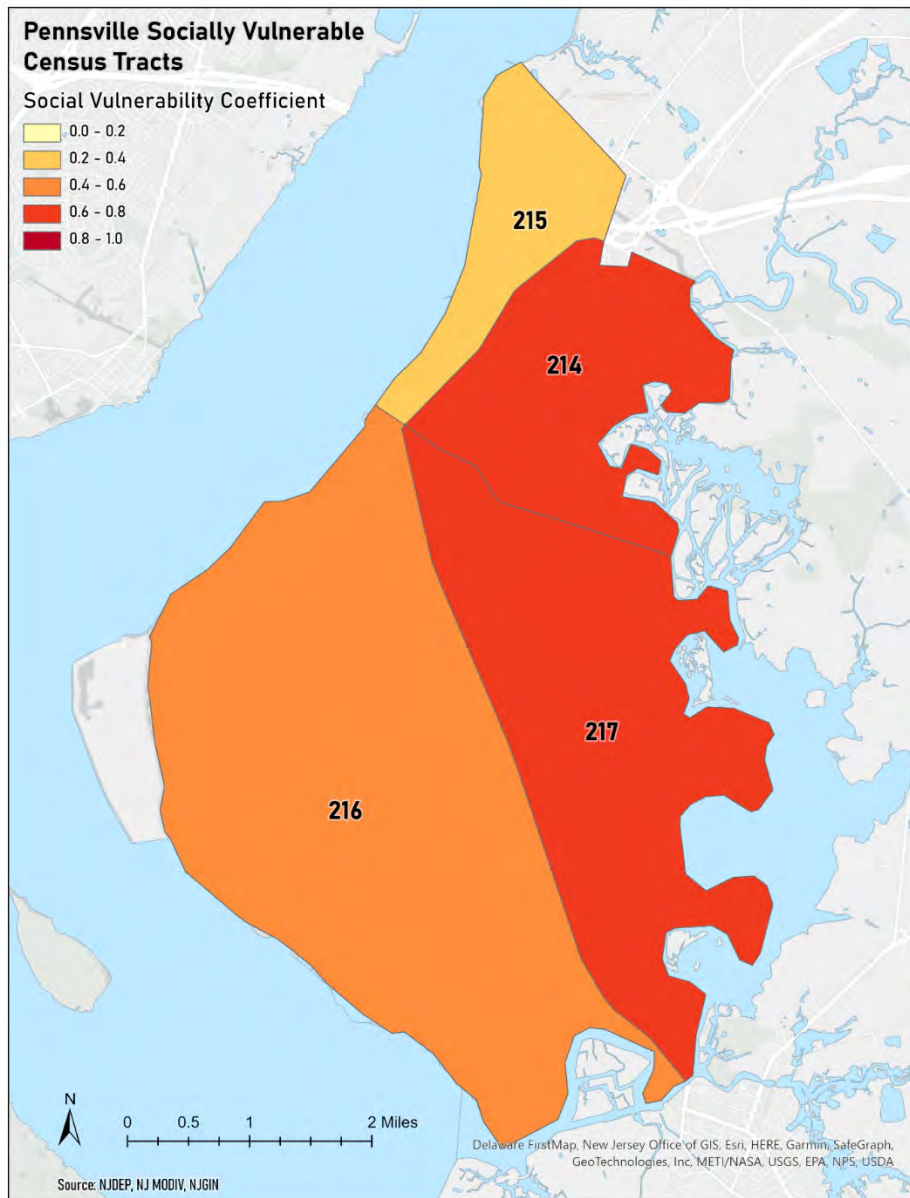 Pennsville Socially Vulnerable
Census Tracts
Social Vulnerability Coefficient
0.0 - 0.2
0.2 - 0.4
0.4 - 0.6
0.6 - 0.8
0.8 - 1.0
215
214
217
216
N
0 0.5 1 2 Miles
Delaware FirstMap, New Jersey Office of GIS, Esri, HERE, Garmin, SafeGraph,
GeoTechnologies, Inc, METI/NASA, USGS, EPA, NPS, USDA
Source: NJDEP, NJ MODIV, NJGIN